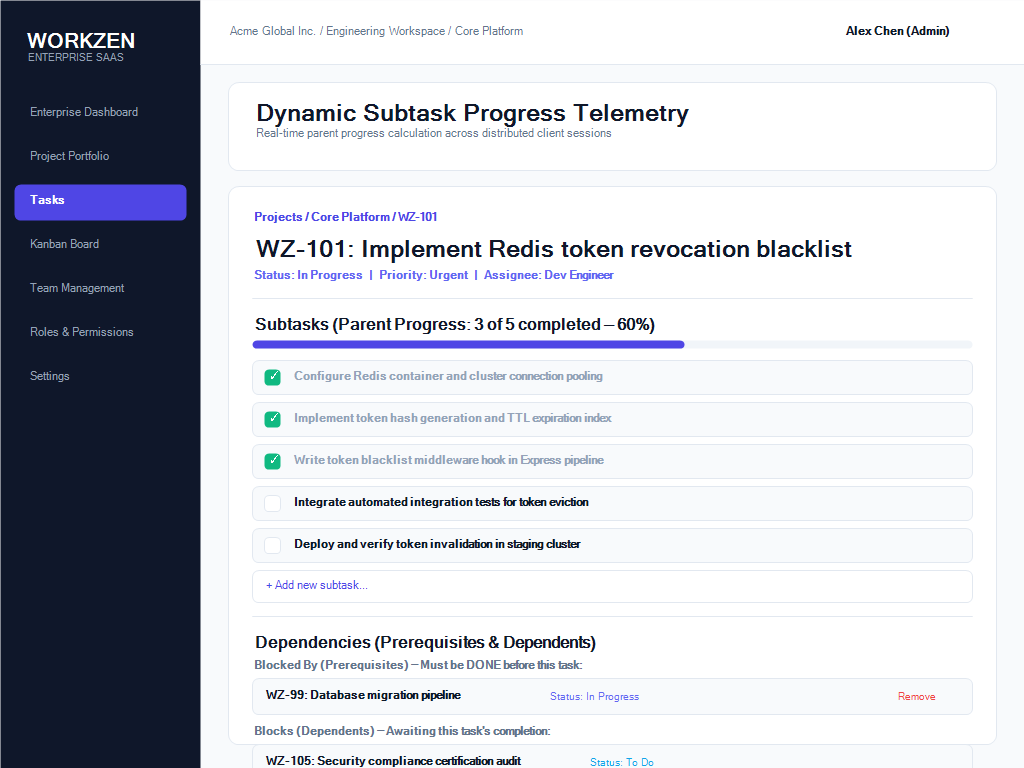 WORKZEN
ENTERPRISE SAAS
Enterprise Dashboard
Project Portfolio
Tasks
Kanban Board
Team Management
Roles & Permissions
Settings
Acme Global Inc. / Engineering Workspace / Core Platform
Alex Chen (Admin)
Dynamic Subtask Progress Telemetry
Real-time parent progress calculation across distributed client sessions
Projects / Core Platform / WZ-101
WZ-101: Implement Redis token revocation blacklist
Status: In Progress | Priority: Urgent | Assignee: Dev Engineer
Subtasks (Parent Progress: 3 of 5 completed — 60%)
✓ Configure Redis container and cluster connection pooling
✓ Implement token hash generation and TTL expiration index
✓ Write token blacklist middleware hook in Express pipeline
Integrate automated integration tests for token eviction
Deploy and verify token invalidation in staging cluster
+ Add new subtask...
Dependencies (Prerequisites & Dependents)
Blocked By (Prerequisites) — Must be DONE before this task:
WZ-99: Database migration pipeline Status: In Progress Remove
Blocks (Dependents) — Awaiting this task's completion:
WZ-105: Security compliance certification audit Status: To Do